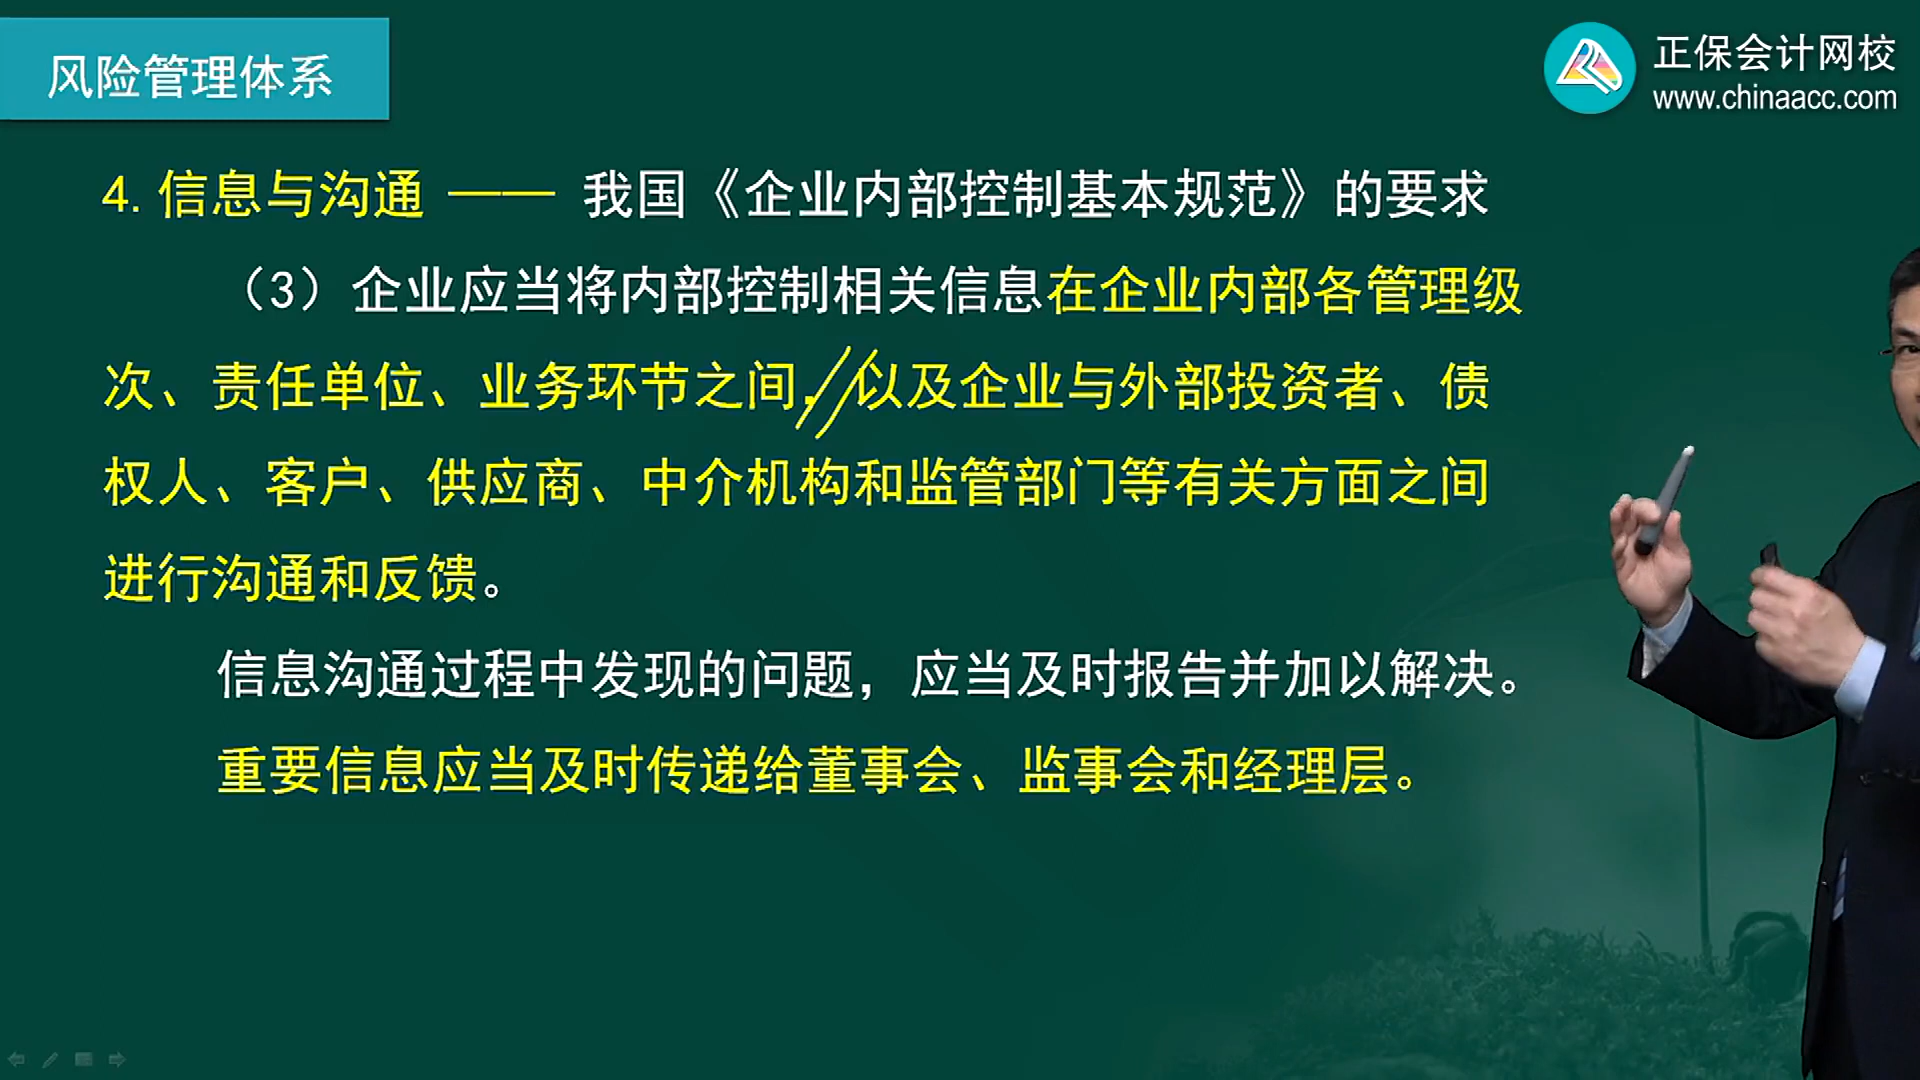 风险管理体系
正保会计网校
www.chinaacc.com
4. 信息与沟通 —— 我国《企业内部控制基本规范》的要求
（3）企业应当将内部控制相关信息在企业内部各管理级
次、责任单位、业务环节之间，以及企业与外部投资者、债
权人、客户、供应商、中介机构和监管部门等有关方面之间
进行沟通和反馈。
信息沟通过程中发现的问题，应当及时报告并加以解决。
重要信息应当及时传递给董事会、监事会和经理层。